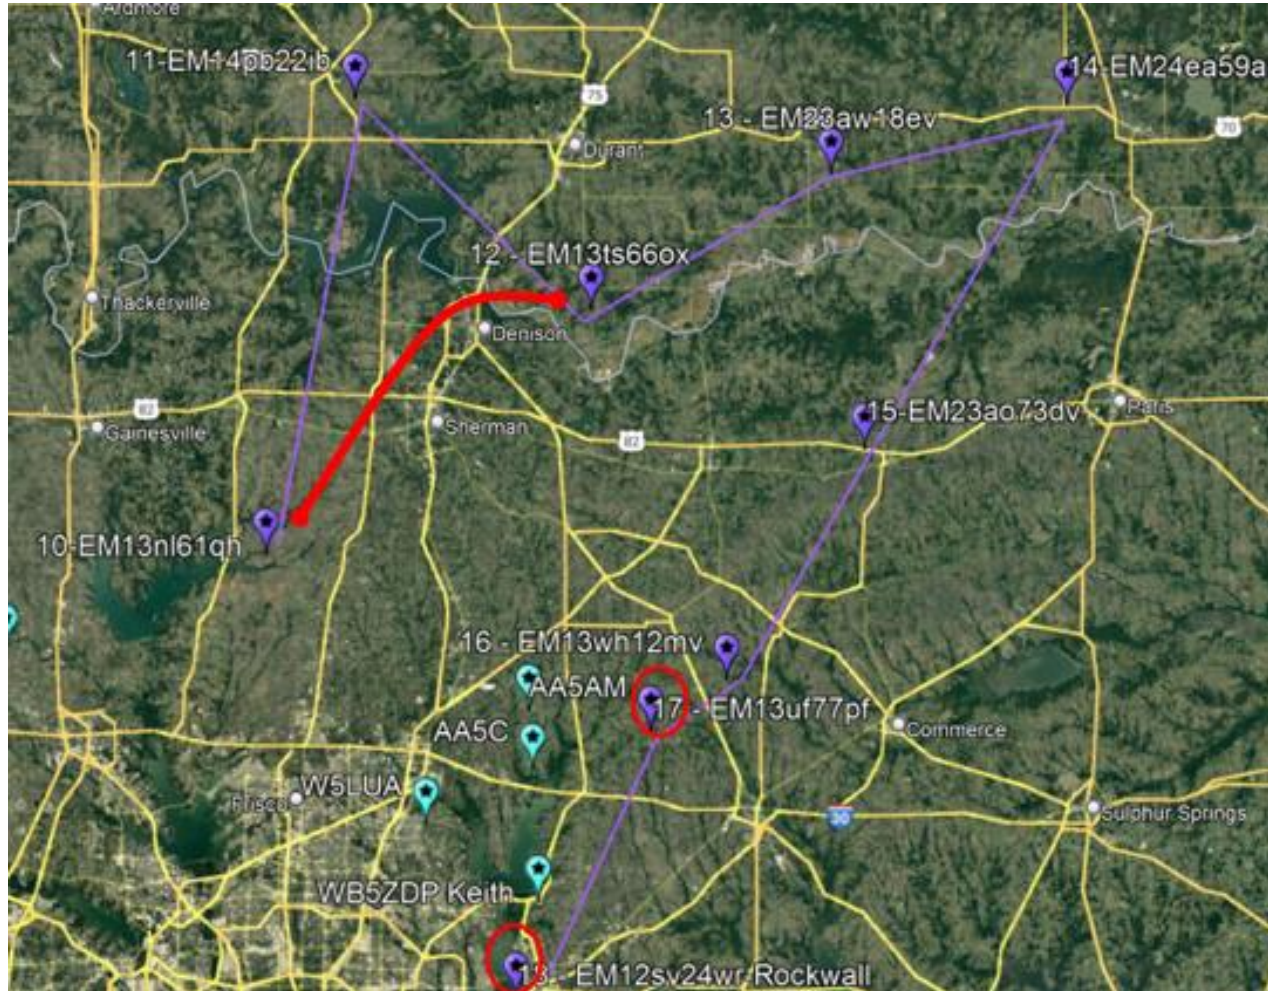 Ardmore
11-EM14pb22ib
14-EM24ea59a
75
13 - EM23aw18ev
70
Durant
12 - EM13ts66ox
Thackerville
Denison
82
Gainesville
Sherman
15-EM23ao73dv
Paris
82
10-EM13nl61qh
16 - EM13wh12mv
AA5AM
17 - EM13uf77pf
AA5C
Commerce
W5LUA
Frisco
30
Sulphur Springs
WB5ZDP Keith
18 - EM12sv24wr Rockwall